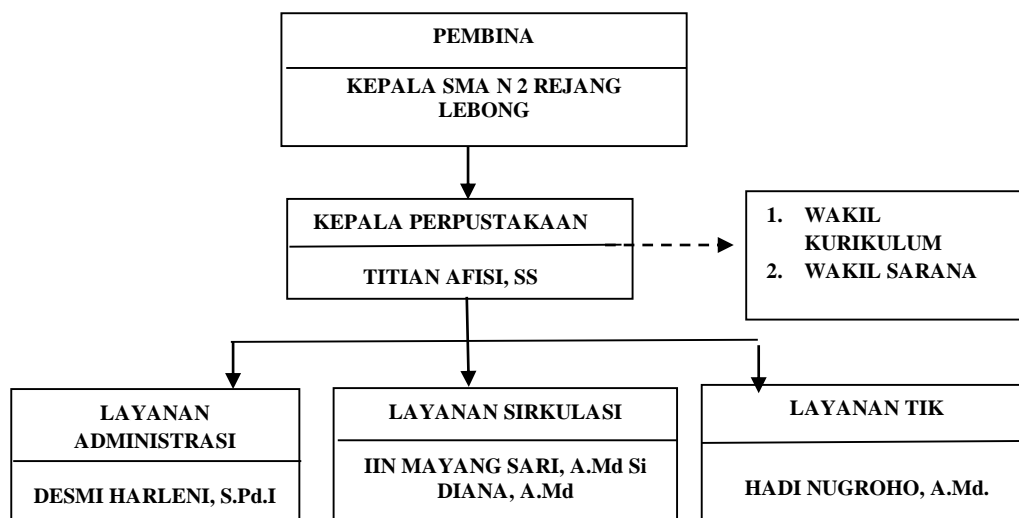 PEMBINA
KEPALA SMA N 2 REJANG
LEBONG
KEPALA PERPUSTAKAAN
TITIAN AFISI, SS
1. WAKIL
KURIKULUM
2. WAKIL SARANA
LAYANAN
ADMINISTRASI
DESMI HARLENI, S.Pd.I
LAYANAN SIRKULASI
IIN MAYANG SARI, A.Md Si
DIANA, A.Md
LAYANAN TIK
HADI NUGROHO, A.Md.